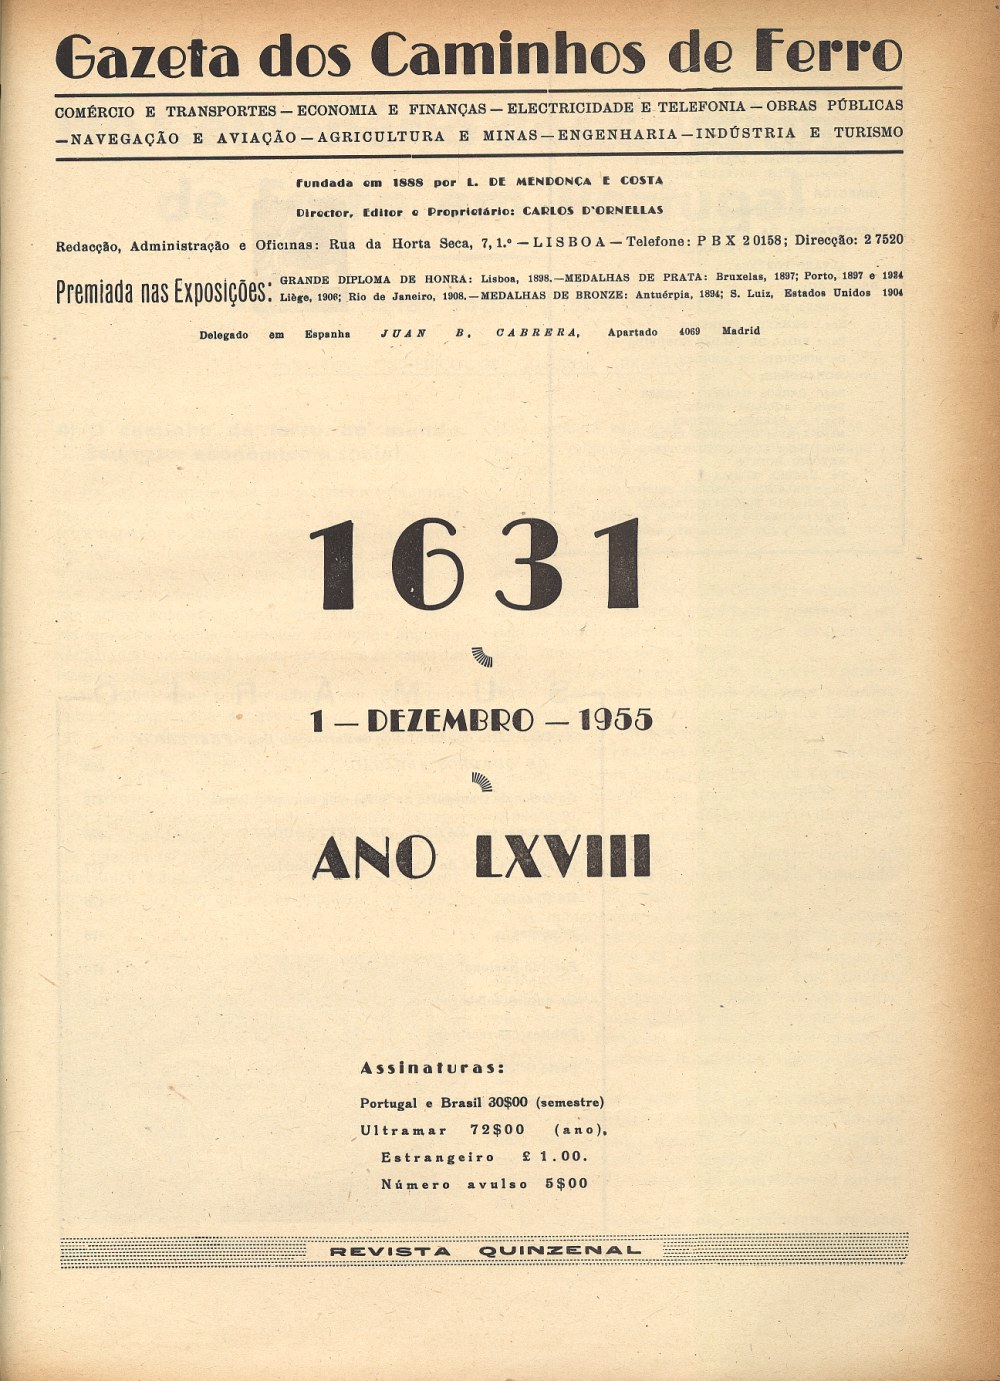 Gazeta dos Caminhos de Ferro
COMÉRCIO E TRANSPORTES — ECONOMIA E FINANÇAS — ELECTRICIDADE E TELEFONIA — OBRAS PÚBLICAS
—NAVEGAÇÃO E AVIAÇÃO — AGRICULTURA E MINAS — ENGENHARIA — INDÚSTRIA E TURISMO
Fundada em 1888 por L. DE MENDONÇA E COSTA
Director, Editor e Proprietário: CARLOS D'ORNELLAS
Redacção, Administração e Oficinas: Rua da Horta Seca, 7, 1.º — LISBOA — Telefone: PBX 20158; Direcção: 27520
Premiada nas Exposições:
GRANDE DIPLOMA DE HONRA: Lisboa, 1898.—MEDALHAS DE PRATA: Bruxelas, 1897; Porto, 1897 e 1934
Liège, 1906; Rio de Janeiro, 1908.—MEDALHAS DE BRONZE: Antuérpia, 1894; S. Luiz, Estados Unidos 1904
Delegado em Espanha JUAN B. CABRERA, Apartado 4069 Madrid
1631
1 — DEZEMBRO — 1955
ANO LXVIII
Assinaturas:
Portugal e Brasil 30$00 (semestre)
Ultramar 72$00 (ano),
Estrangeiro £ 1.00.
Número avulso 5$00
REVISTA QUINZENAL